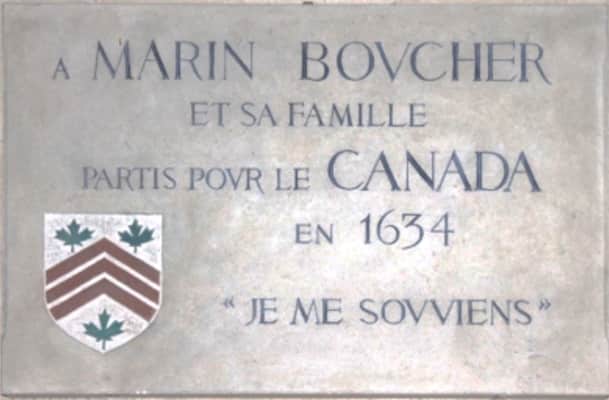 A MARIN BOVCHER
ET SA FAMILLE
PARTIS POVR LE CANADA
EN 1634
« JE ME SOVVIENS »